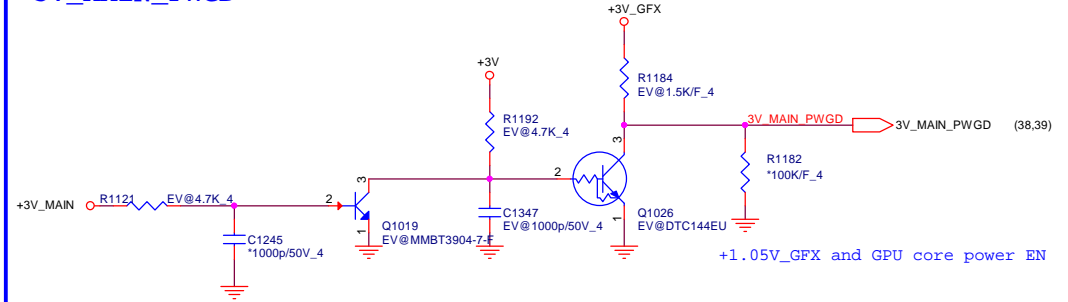 +3V_GFX
+3V
R1184
EV@1.5K/F_4
R1192
EV@4.7K_4
3V_MAIN_PWGD
3V_MAIN_PWGD (38,39)
3
R1182
*100K/F_4
+3V_MAIN
R1121 EV@4.7K_4
2
3
2
1
C1245
*1000p/50V_4
Q1019
EV@MMBT3904-7-F
C1347
EV@1000p/50V_4
1
Q1026
EV@DTC144EU
+1.05V_GFX and GPU core power EN